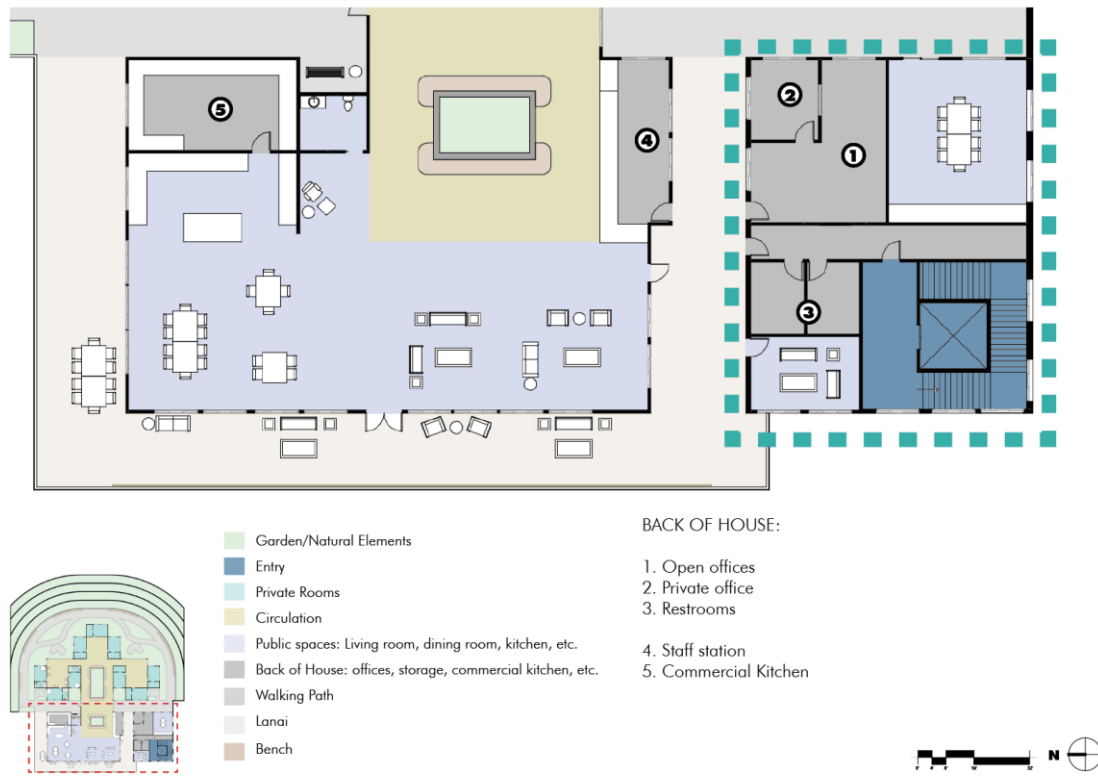 5
4
2
1
3
Garden/Natural Elements
Entry
Private Rooms
Circulation
Public spaces: Living room, dining room, kitchen, etc.
Back of House: offices, storage, commercial kitchen, etc.
Walking Path
Lanai
Bench
BACK OF HOUSE:
1. Open offices
2. Private office
3. Restrooms
4. Staff station
5. Commercial Kitchen
N